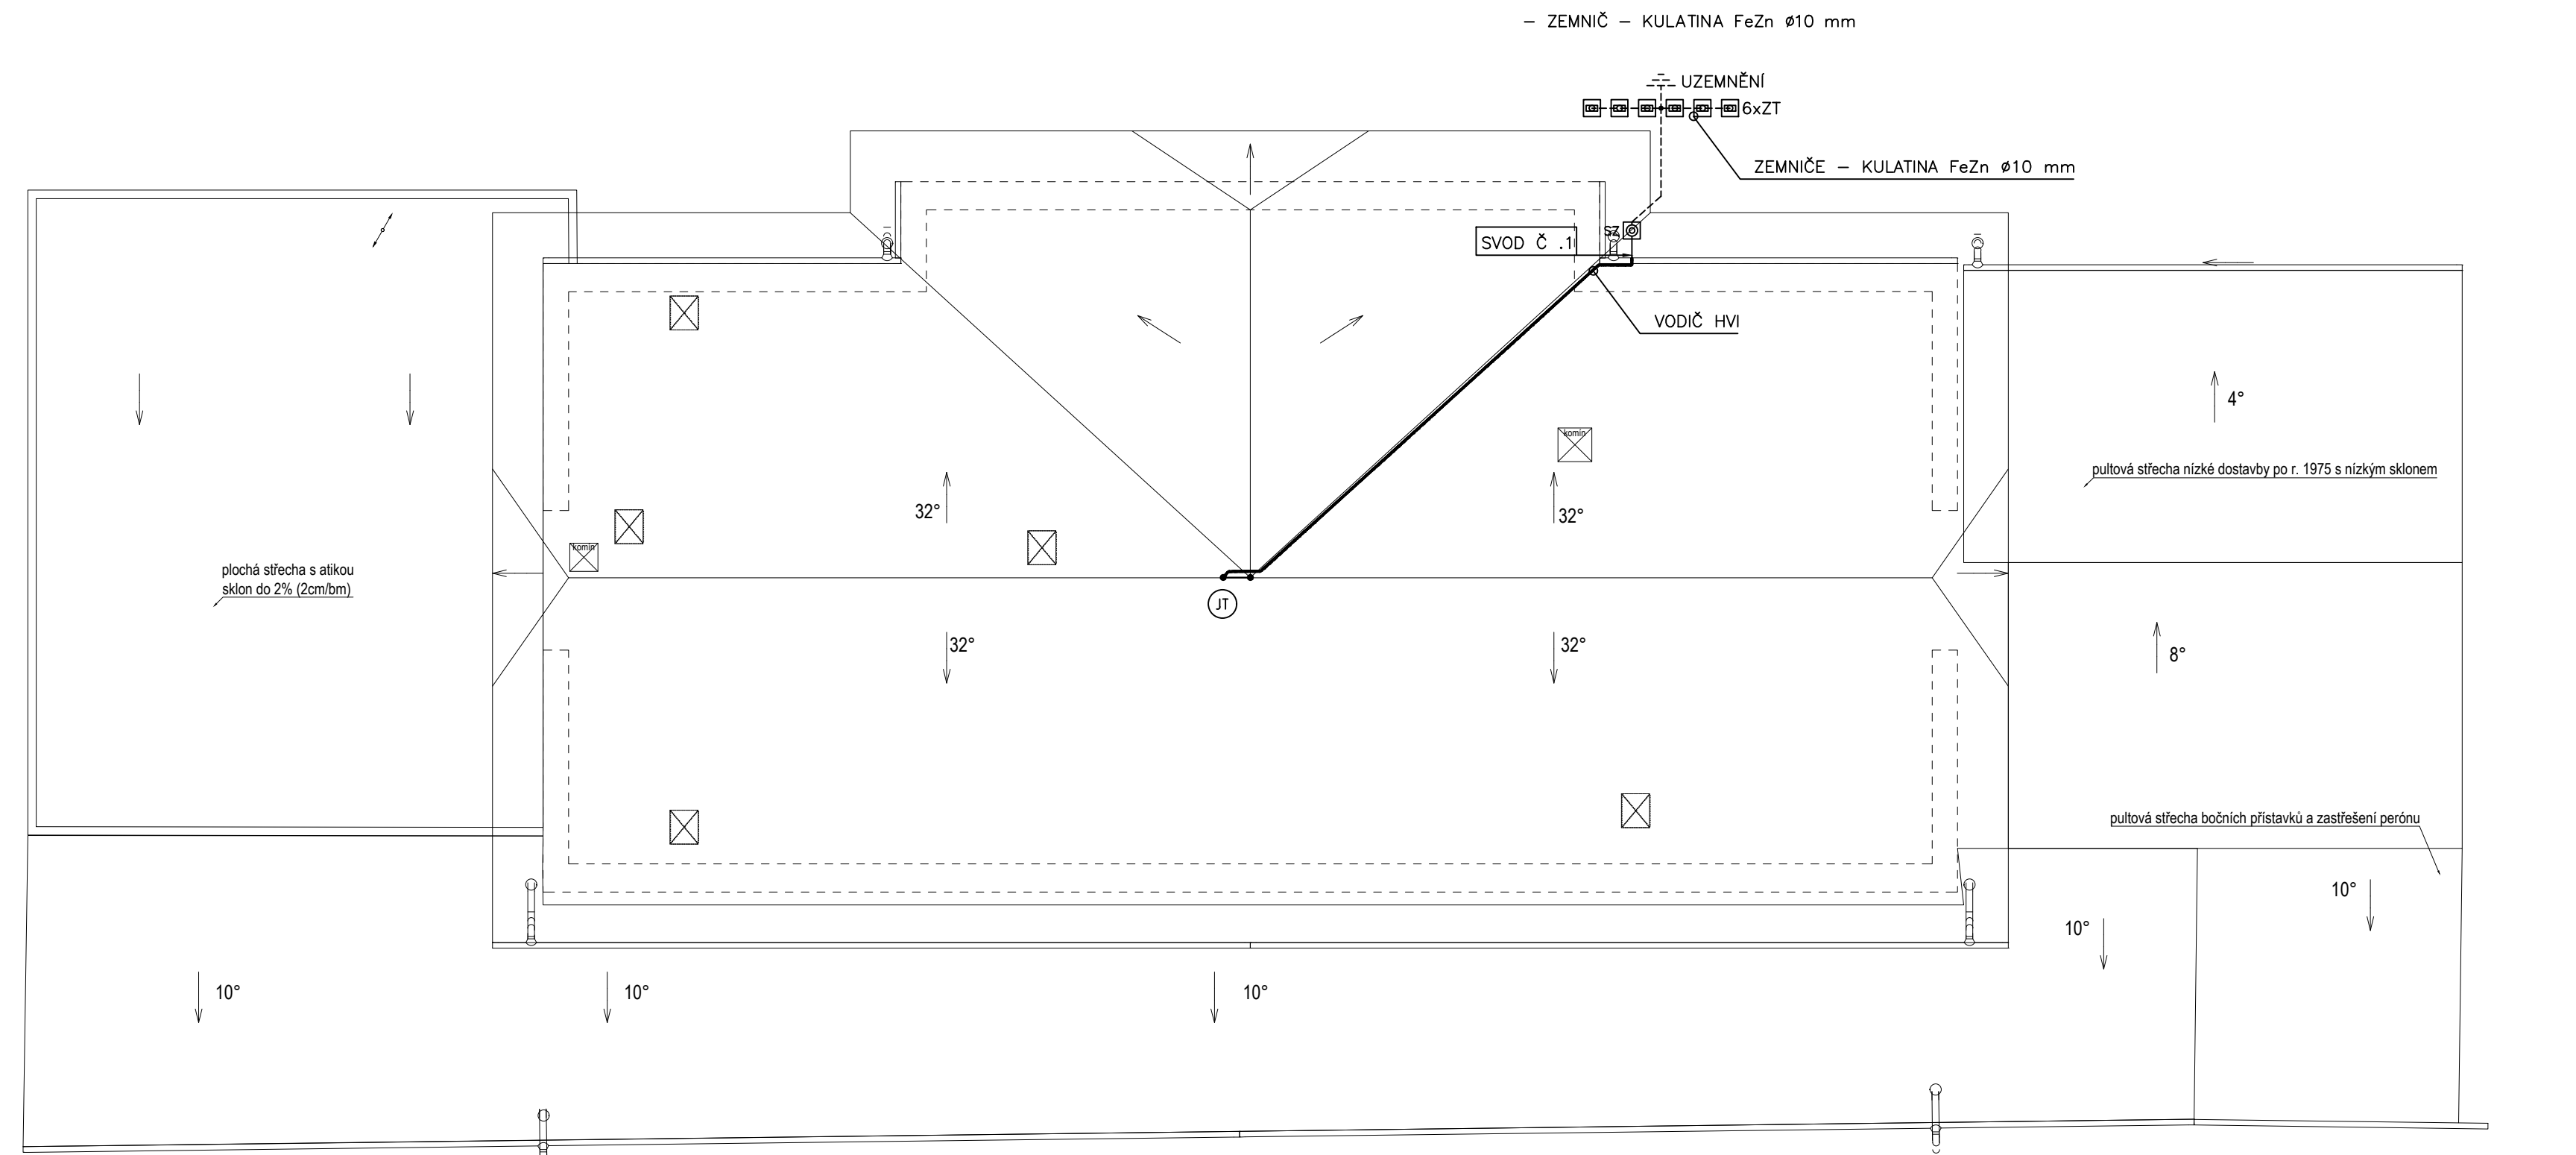 – ZEMNIČ – KULATINA FeZn ø10 mm
UZEMNĚNÍ
6xZT
ZEMNIČE – KULATINA FeZn ø10 mm
SZ
SVOD Č .1
VODIČ HVI
4°
komín
pultová střecha nízké dostavby po r. 1975 s nízkým sklonem
32°
32°
komín
plochá střecha s atikou
sklon do 2% (2cm/bm)
JT
32°
32°
8°
pultová střecha bočních přístavků a zastřešení perónu
10°
10°
10°
10°
10°